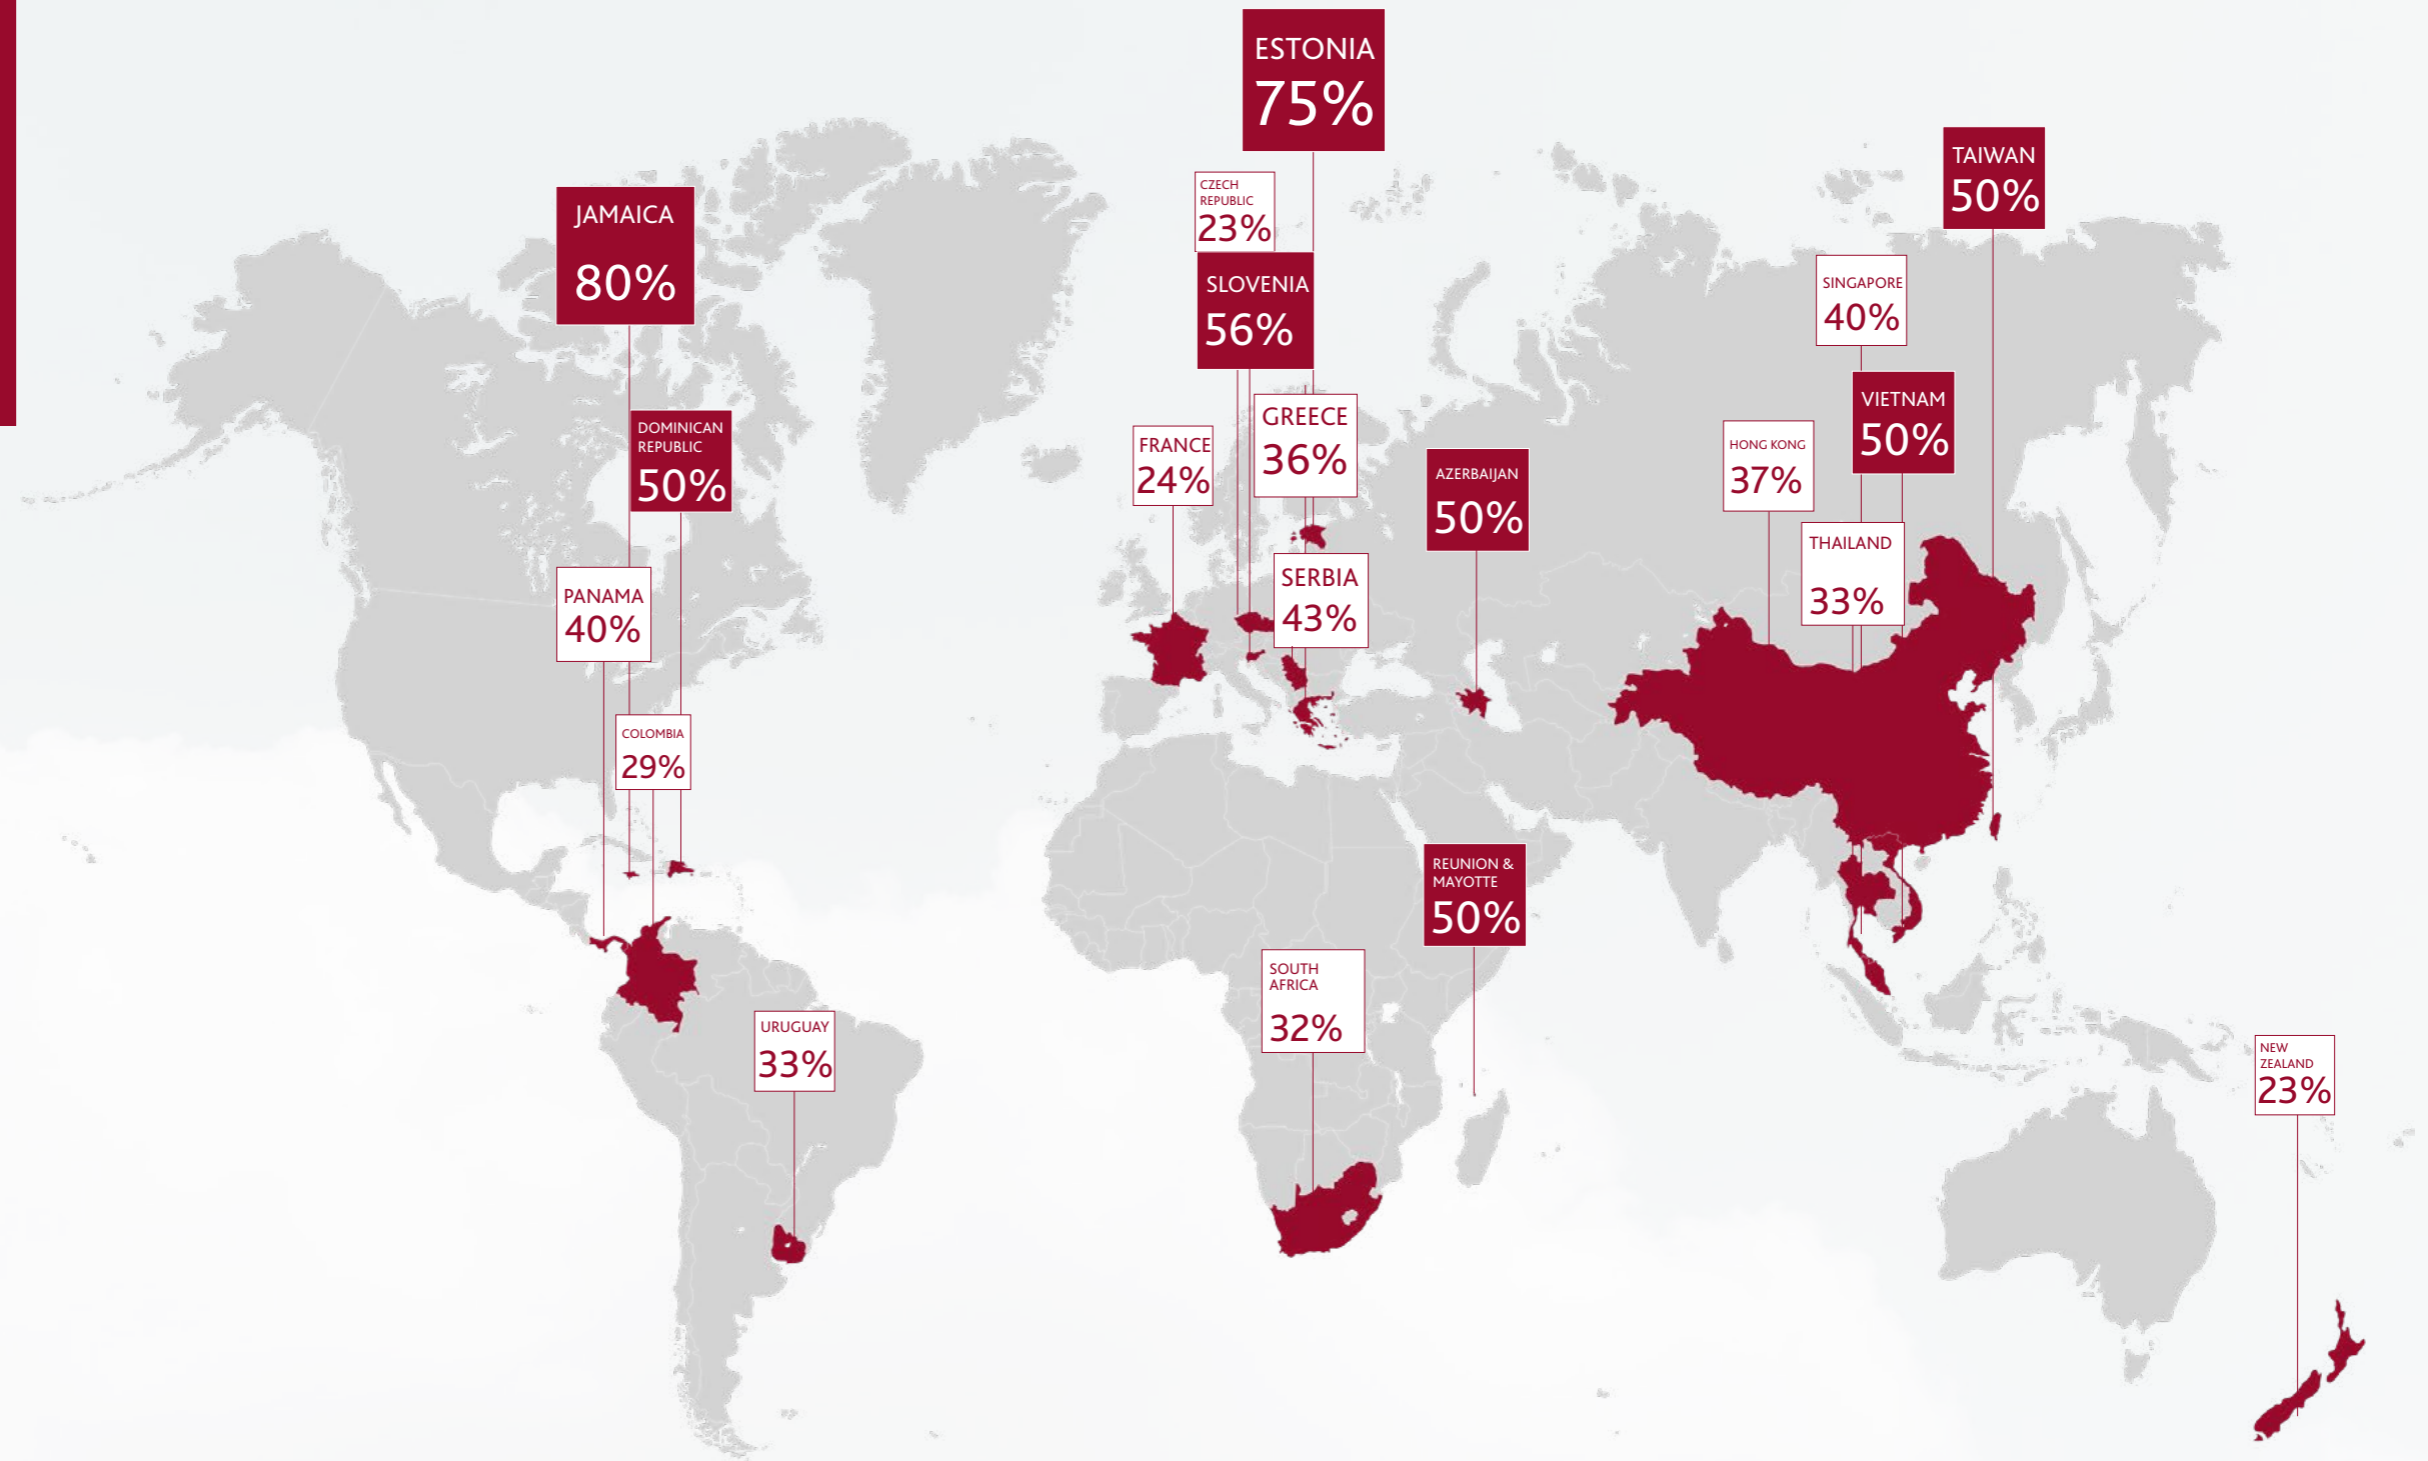 ESTONIA
75%
TAIWAN
50%
CZECH
REPUBLIC
23%
JAMAICA
80%
SLOVENIA
56%
SINGAPORE
40%
VIETNAM
50%
GREECE
36%
DOMINICAN
REPUBLIC
50%
FRANCE
24%
HONG KONG
37%
AZERBAIJAN
50%
THAILAND
33%
SERBIA
43%
PANAMA
40%
COLOMBIA
29%
REUNION &
MAYOTTE
50%
SOUTH
AFRICA
32%
URUGUAY
33%
NEW
ZEALAND
23%